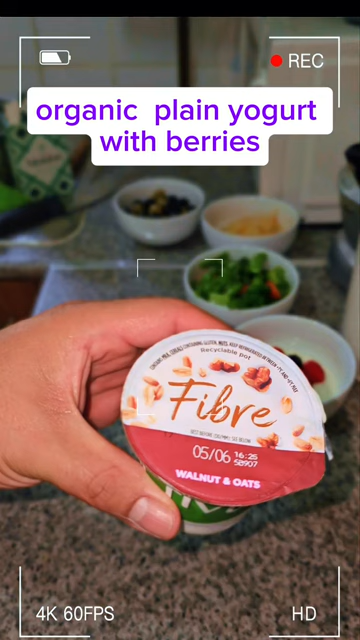 REC
organic plain yogurt
with berries
Recyclable pot
Fibre
05/06 16:25
58907
WALNUT & OATS
4K 60FPS
HD